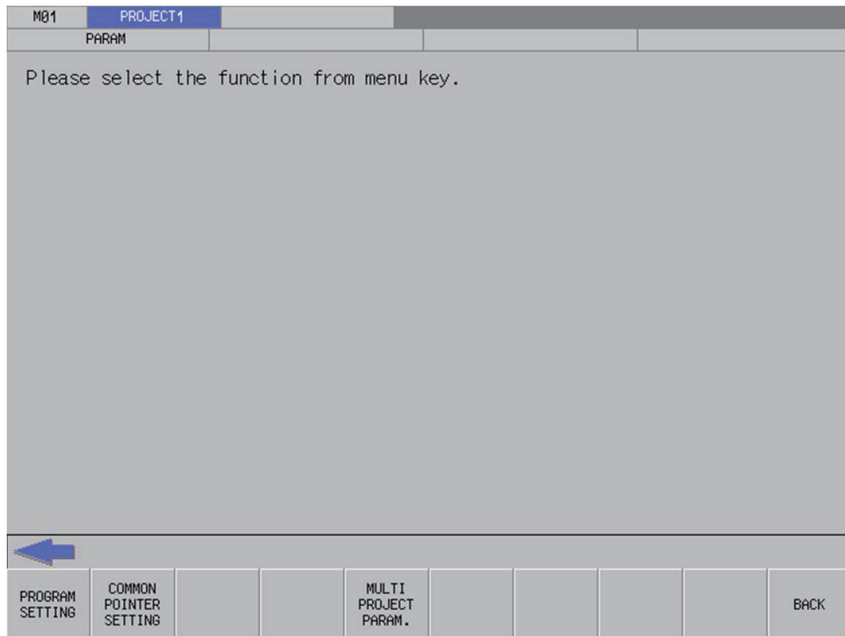 M01 PROJECT1
PARAM
Please select the function from menu key.
PROGRAM
SETTING
COMMON
POINTER
SETTING
MULTI
PROJECT
PARAM.
BACK